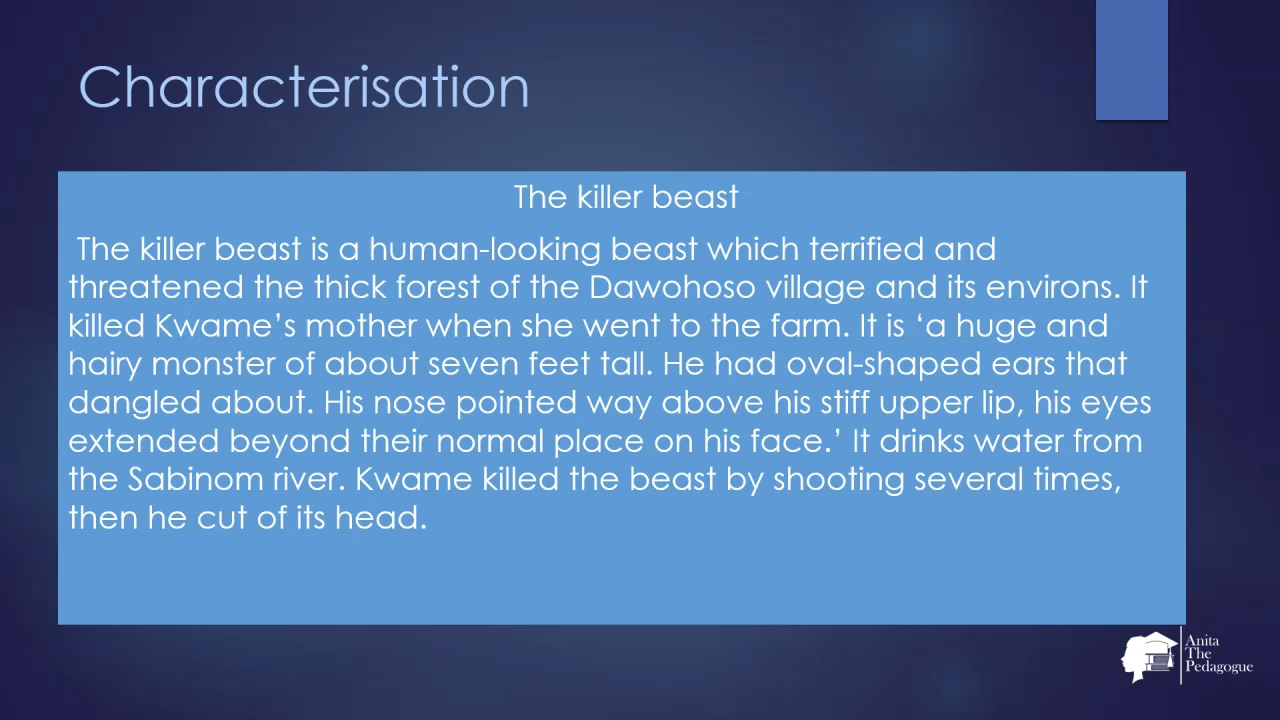 Characterisation
The killer beast
The killer beast is a human-looking beast which terrified and
threatened the thick forest of the Dawohoso village and its environs. It
killed Kwame’s mother when she went to the farm. It is ‘a huge and
hairy monster of about seven feet tall. He had oval-shaped ears that
dangled about. His nose pointed way above his stiff upper lip, his eyes
extended beyond their normal place on his face.’ It drinks water from
the Sabinom river. Kwame killed the beast by shooting several times,
then he cut of its head.
Anita
The
Pedagogue